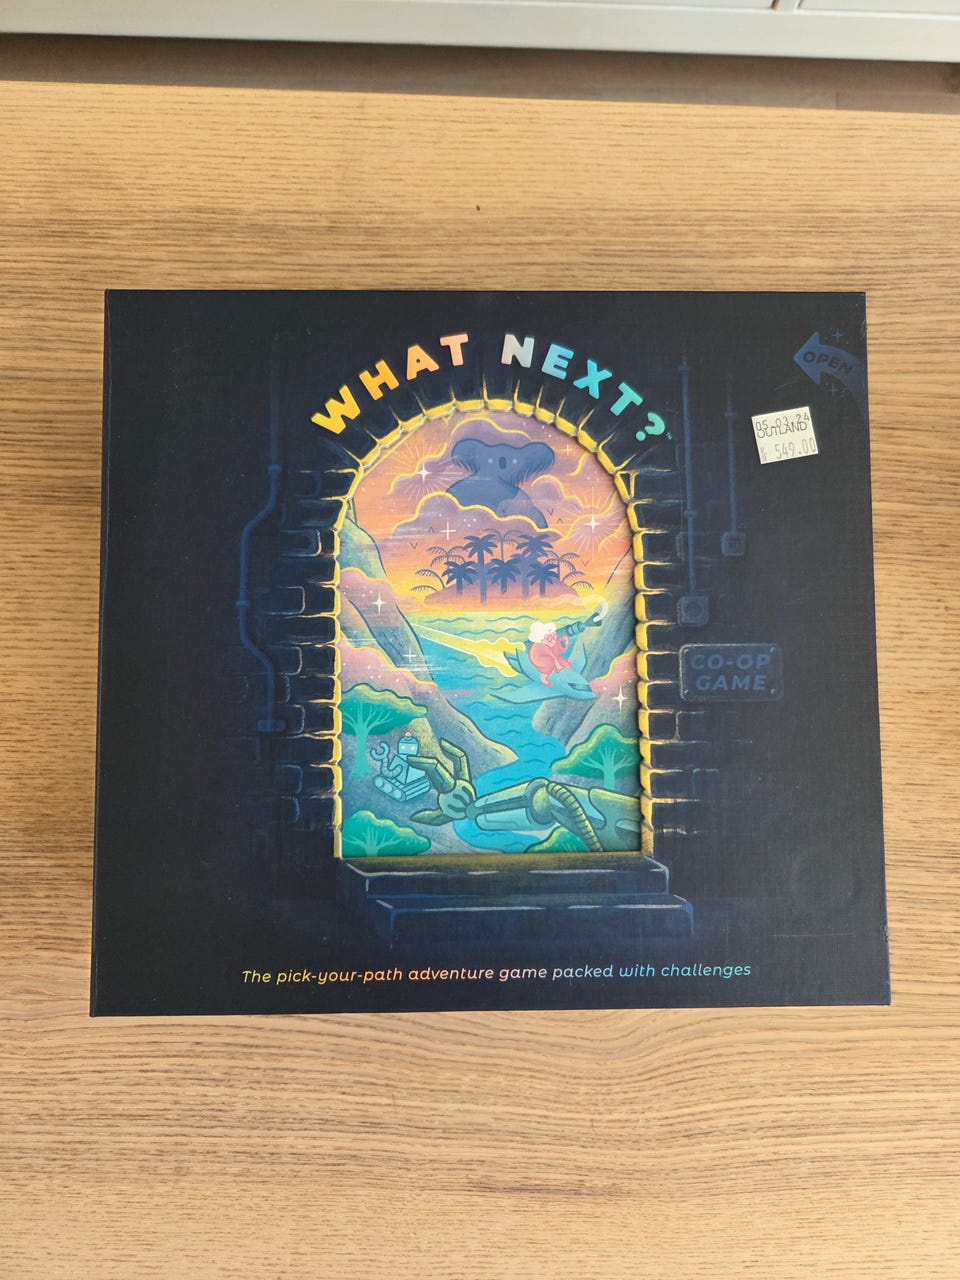 WHAT NEXT?™
OPEN
05.03.24
OUTLAND
549.00
CO-OP
GAME
The pick-your-path adventure game packed with challenges